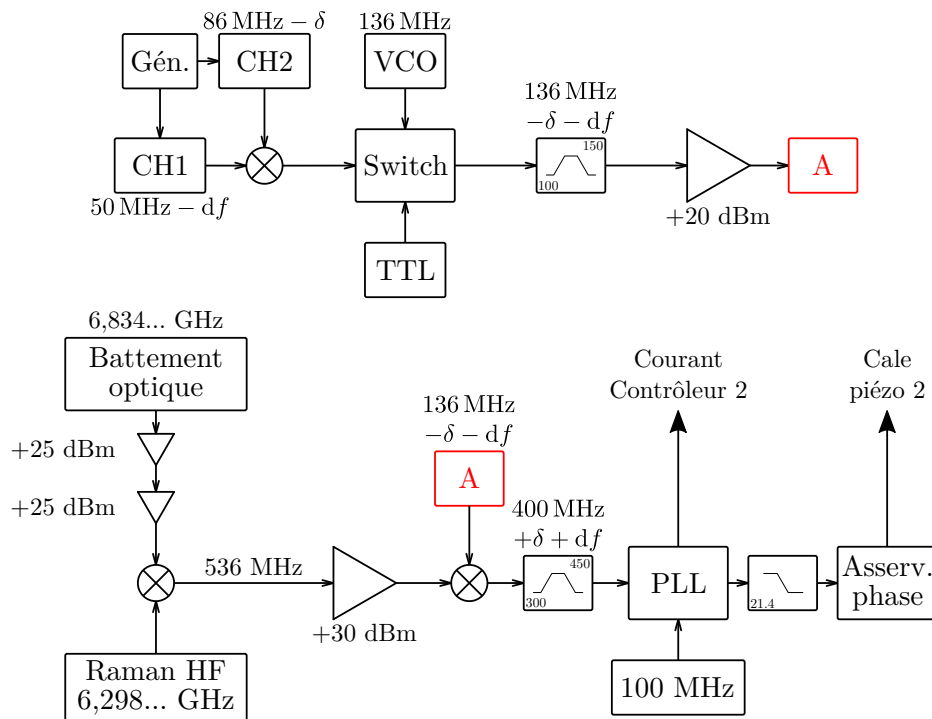 86 MHz − δ
136 MHz
Gén.
CH2
VCO
136 MHz
−δ − df
CH1
Switch
150
100
A
50 MHz − df
+20 dBm
TTL
6,834... GHz
Battement
optique
Courant
Contrôleur 2
Cale
piézo 2
136 MHz
−δ − df
+25 dBm
A
+25 dBm
400 MHz
+δ + df
536 MHz
450
300
PLL
21.4
Asserv.
phase
+30 dBm
Raman HF
6,298... GHz
100 MHz